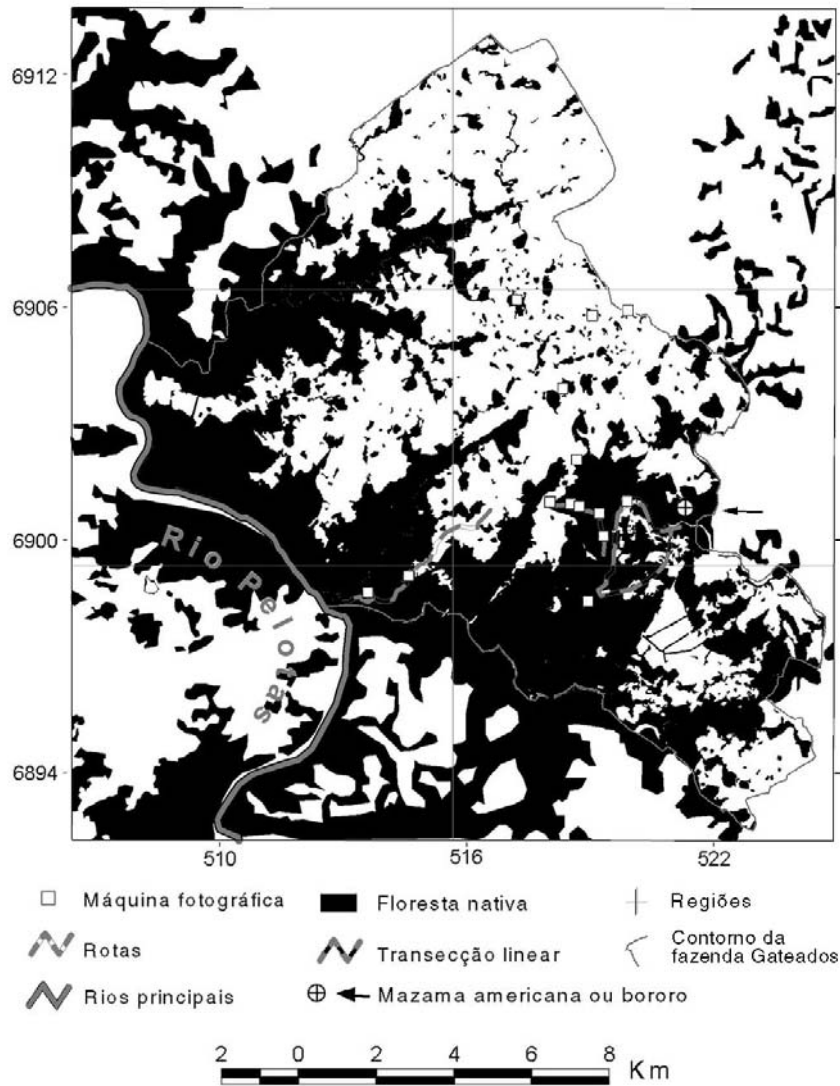 6912
6906
6900
6894
Rio Pelotas
510 516 522
Máquina fotográfica Floresta nativa Regiões
Rotas Transecção linear Contorno da
fazenda Gateados
Rios principais Mazama americana ou bororo
2 0 2 4 6 8 Km